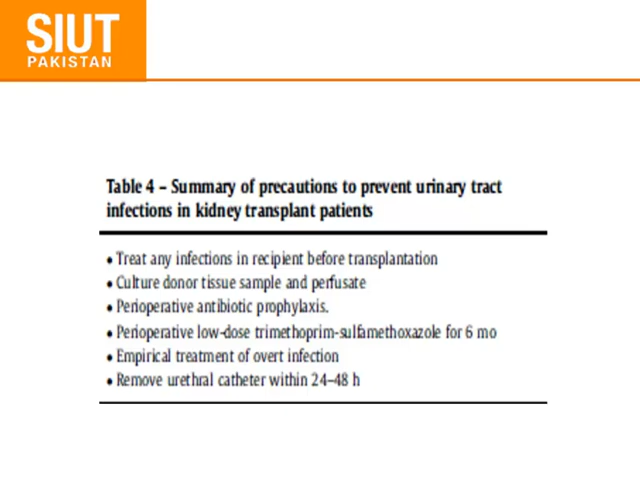 SIUT
PAKISTAN
Table 4 – Summary of precautions to prevent urinary tract
infections in kidney transplant patients
• Treat any infections in recipient before transplantation
• Culture donor tissue sample and perfusate
• Perioperative antibiotic prophylaxis.
• Perioperative low-dose trimethoprim-sulfamethoxazole for 6 mo
• Empirical treatment of overt infection
• Remove urethral catheter within 24–48 h